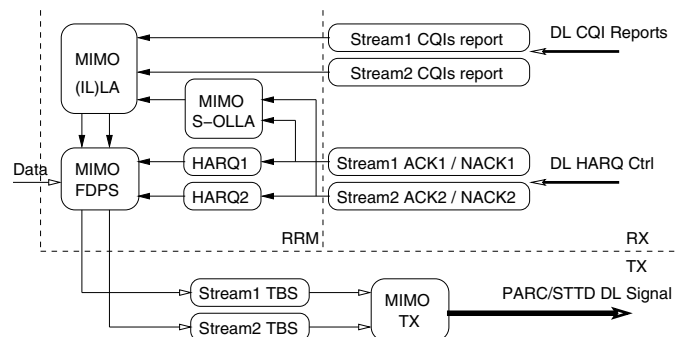 MIMO
(IL)LA
Stream1 CQIs report
DL CQI Reports
Stream2 CQIs report
MIMO
S-OLLA
Data
MIMO
FDPS
HARQ1
Stream1 ACK1 / NACK1
DL HARQ Ctrl
HARQ2
Stream2 ACK2 / NACK2
RRM
RX
TX
Stream1 TBS
Stream2 TBS
MIMO
TX
PARC/STTD DL Signal